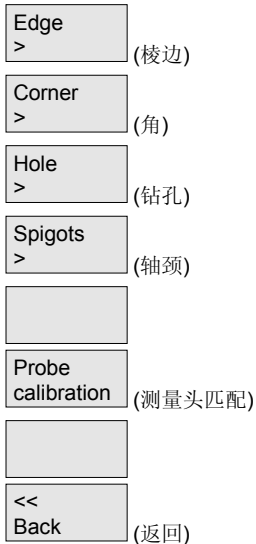 Edge
> (棱边)
Corner
> (角)
Hole
> (钻孔)
Spigots
> (轴颈)
Probe
calibration (测量头匹配)
<<
Back (返回)